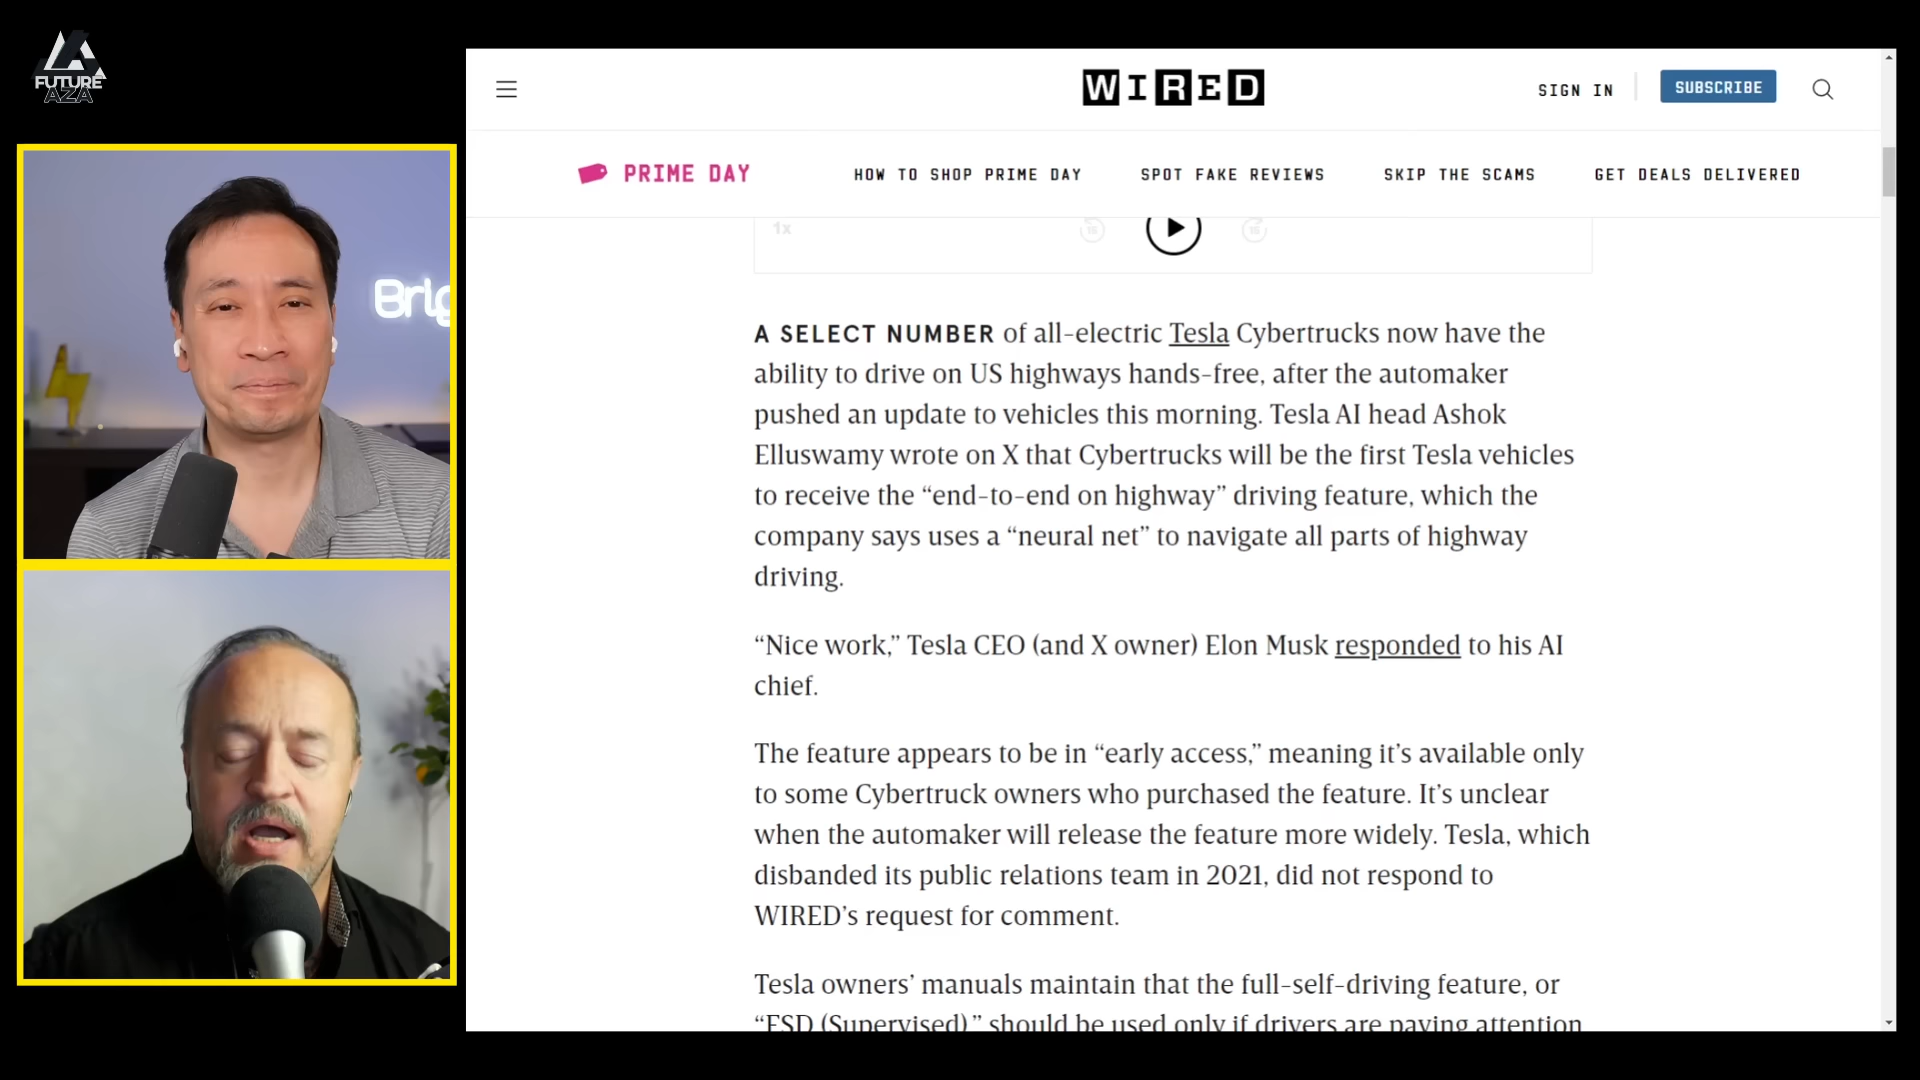 FUTURE
AZA
Brig
WIRED
SIGN IN
SUBSCRIBE
PRIME DAY
HOW TO SHOP PRIME DAY
SPOT FAKE REVIEWS
SKIP THE SCAMS
GET DEALS DELIVERED
1x
15
15
A SELECT NUMBER of all-electric Tesla Cybertrucks now have the
ability to drive on US highways hands-free, after the automaker
pushed an update to vehicles this morning. Tesla AI head Ashok
Elluswamy wrote on X that Cybertrucks will be the first Tesla vehicles
to receive the “end-to-end on highway” driving feature, which the
company says uses a “neural net” to navigate all parts of highway
driving.
“Nice work,” Tesla CEO (and X owner) Elon Musk responded to his AI
chief.
The feature appears to be in “early access,” meaning it’s available only
to some Cybertruck owners who purchased the feature. It’s unclear
when the automaker will release the feature more widely. Tesla, which
disbanded its public relations team in 2021, did not respond to
WIRED’s request for comment.
Tesla owners’ manuals maintain that the full-self-driving feature, or
“FSD (Supervised),” should be used only if drivers are paying attention